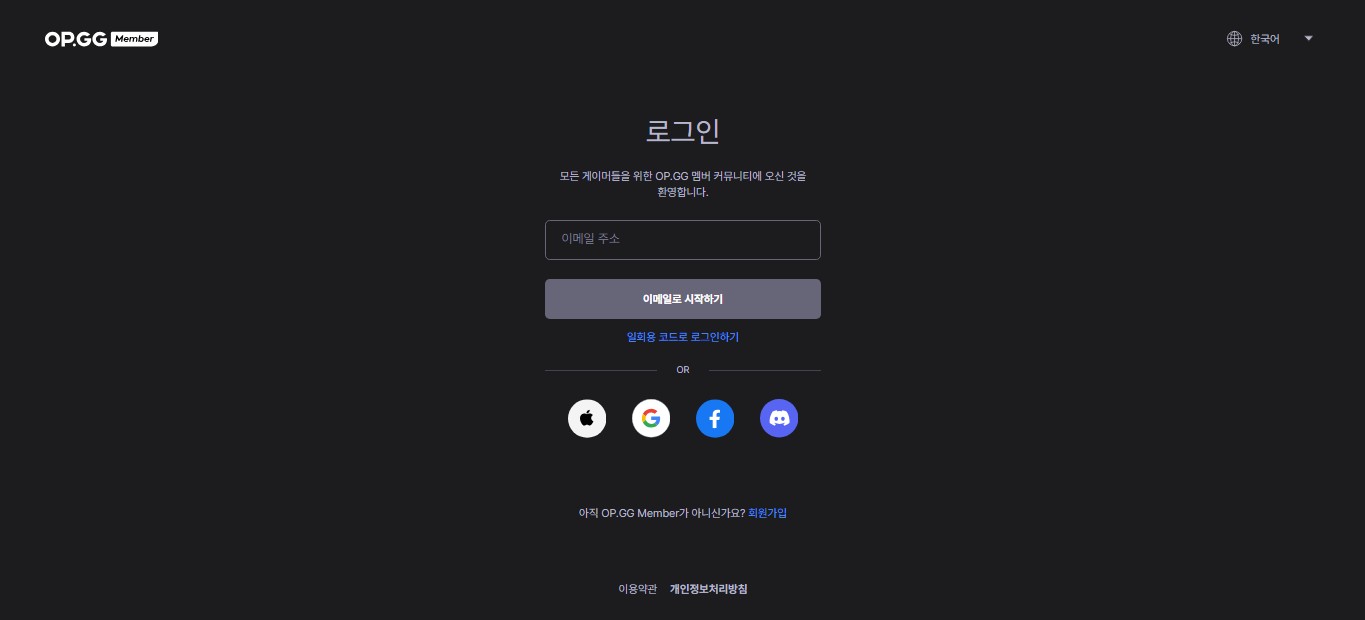 OP.GG Member
한국어
로그인
모든 게이머들을 위한 OP.GG 멤버 커뮤니티에 오신 것을
환영합니다.
이메일 주소
이메일로 시작하기
일회용 코드로 로그인하기
OR
아직 OP.GG Member가 아니신가요? 회원가입
이용약관 개인정보처리방침